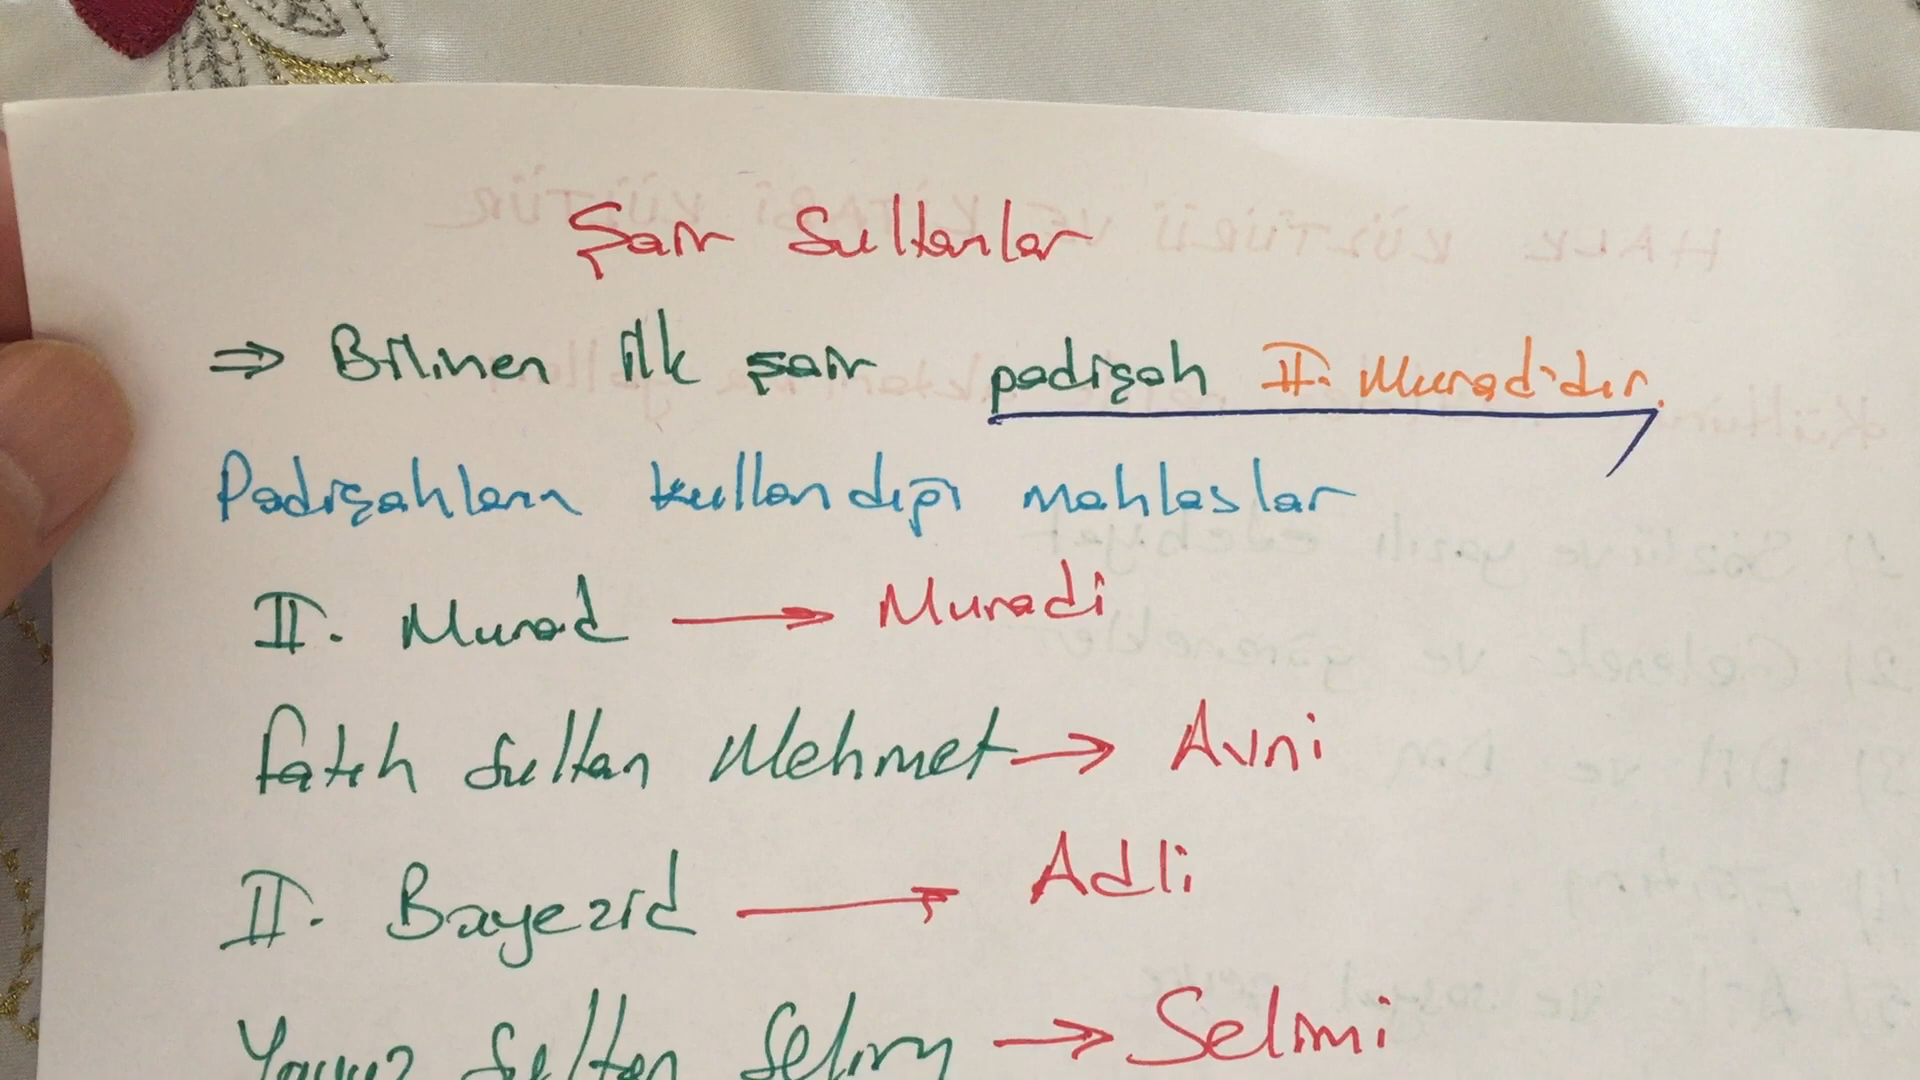 Şair Sultanlar
⇒ Bilinen ilk şair padişah II. Murad'dır.
Padişahların kullandığı mahlaslar
II. Murad → Muradi
Fatih Sultan Mehmet → Avni
II. Bayezid → Adli
Yavuz Sultan Selim → Selimi